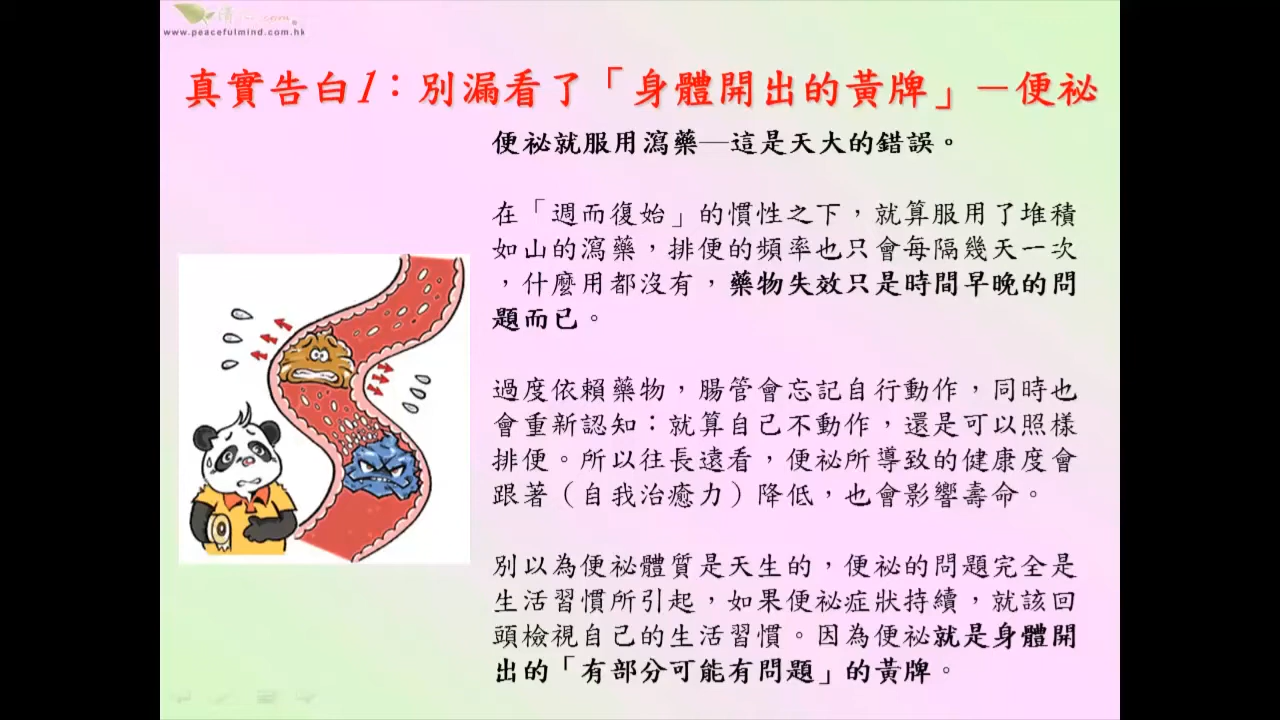 www.peacefulmind.com.hk
真實告白1：別漏看了「身體開出的黃牌」－便祕
便祕就服用瀉藥—這是天大的錯誤。
在「週而復始」的慣性之下，就算服用了堆積
如山的瀉藥，排便的頻率也只會每隔幾天一次
，什麼用都沒有，藥物失效只是時間早晚的問
題而已。
過度依賴藥物，腸管會忘記自行動作，同時也
會重新認知：就算自己不動作，還是可以照樣
排便。所以往長遠看，便祕所導致的健康度會
跟著（自我治癒力）降低，也會影響壽命。
別以為便祕體質是天生的，便祕的問題完全是
生活習慣所引起，如果便祕症狀持續，就該回
頭檢視自己的生活習慣。因為便祕就是身體開
出的「有部分可能有問題」的黃牌。